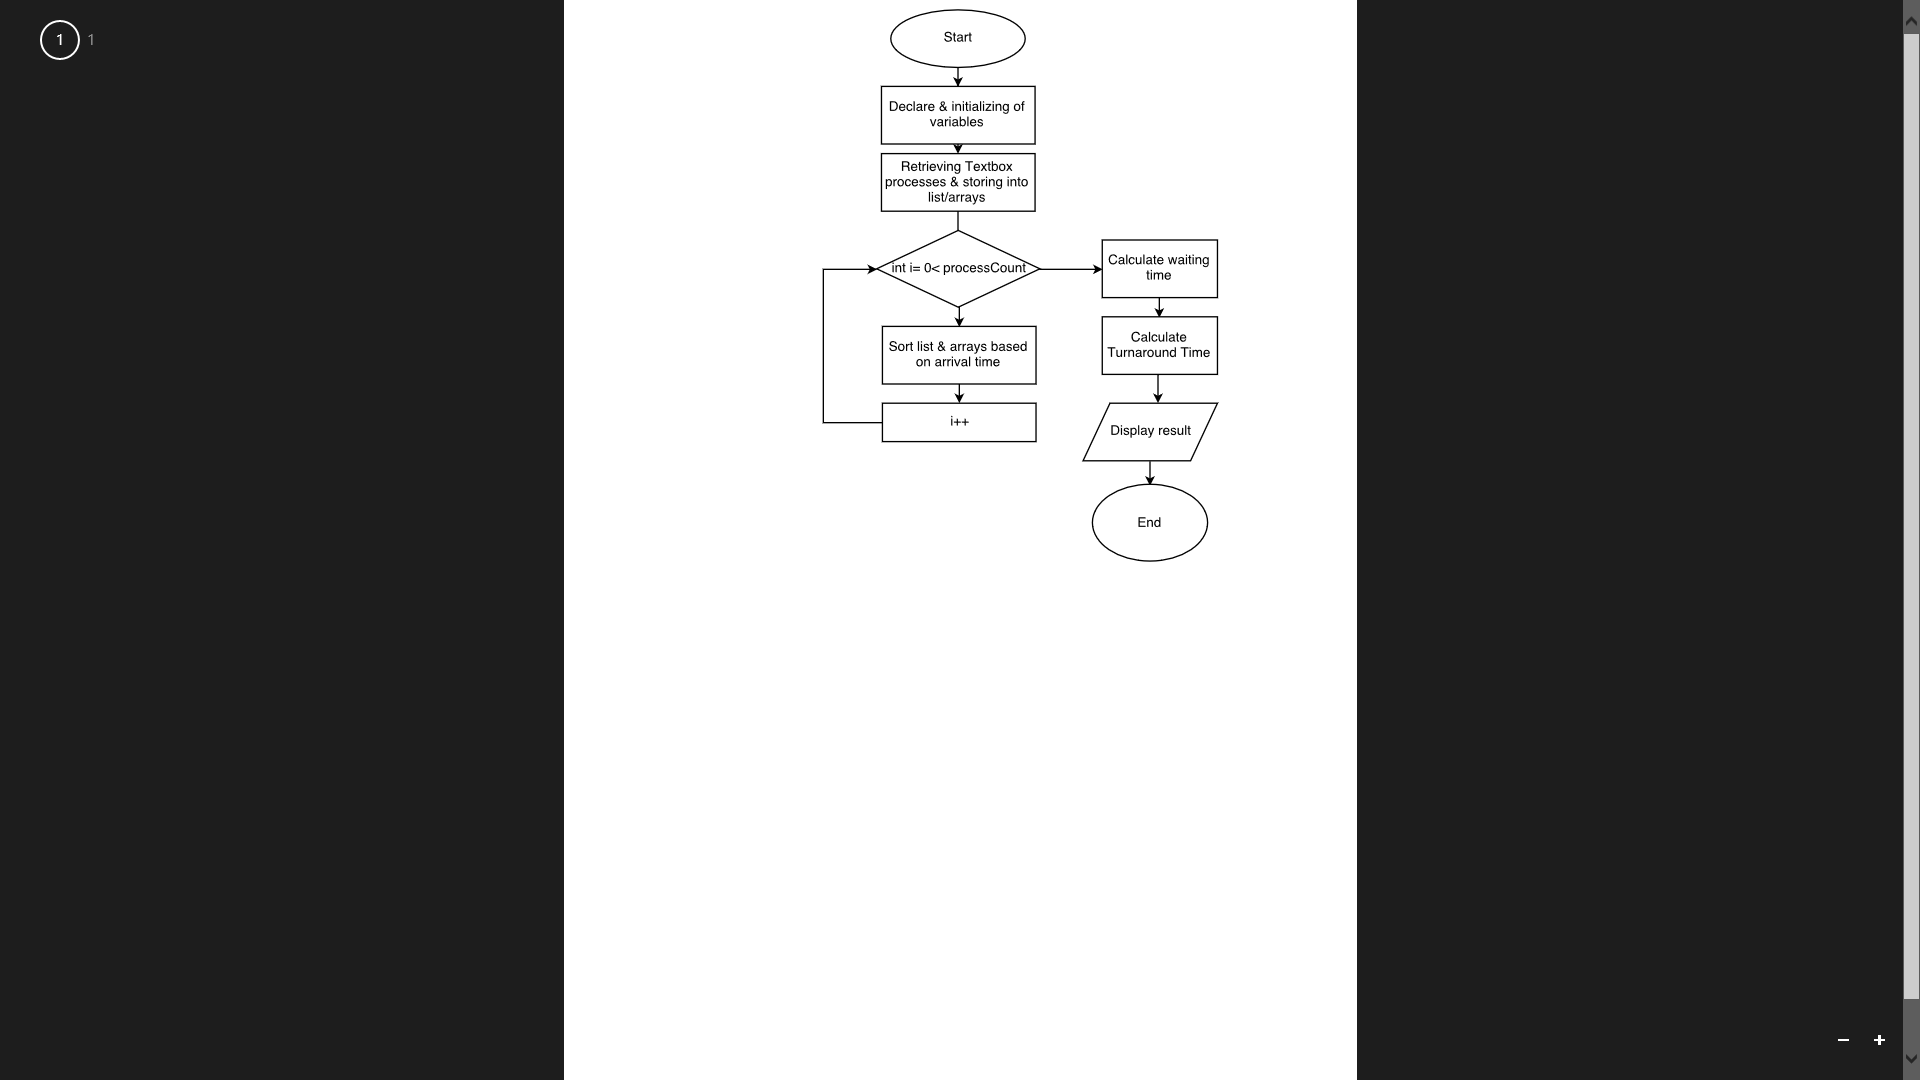 1 1
Start
Declare & initializing of
variables
Retrieving Textbox
processes & storing into
list/arrays
int i= 0< processCount
Sort list & arrays based
on arrival time
i++
Calculate waiting
time
Calculate
Turnaround Time
Display result
End